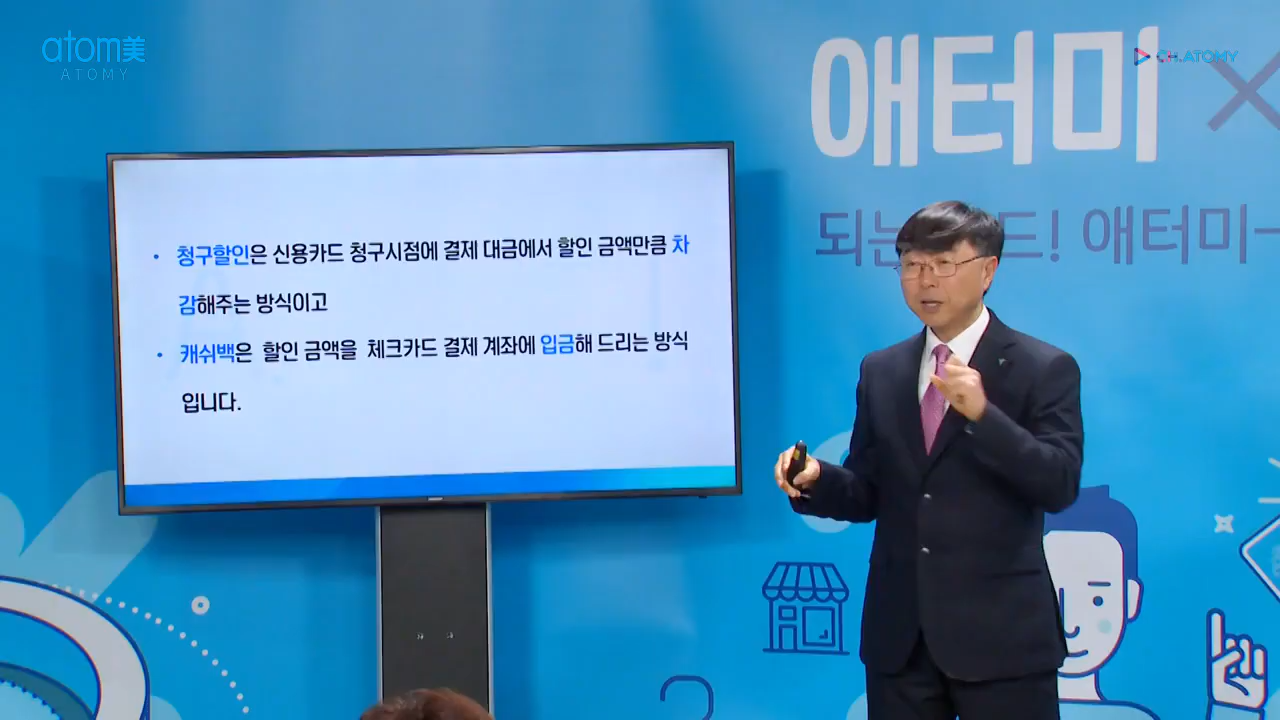 atom美
ATOMY
CH.ATOMY
애터미 ×
되는 드! 애터미
• 청구할인은 신용카드 청구시점에 결제 대금에서 할인 금액만큼 차
감해주는 방식이고
• 캐쉬백은 할인 금액을 체크카드 결제 계좌에 입금해 드리는 방식
입니다.